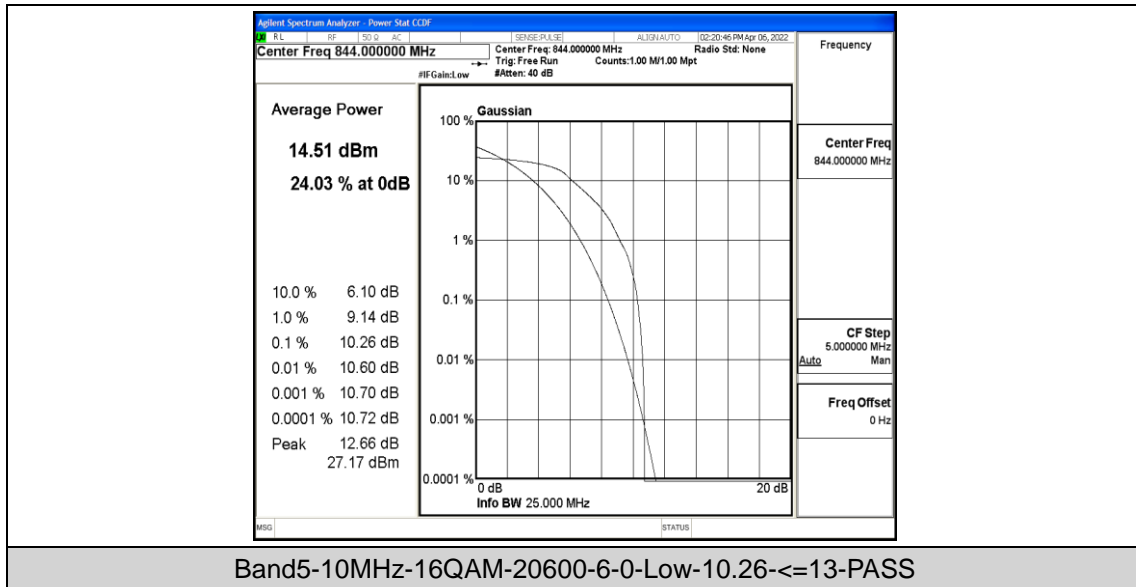 Agilent Spectrum Analyzer - Power Stat CCDF
RL RF 50 Ω AC SENSE:PULSE ALIGNAUTO 02:20:46 PM Apr 06, 2022
Center Freq 844.000000 MHz
Center Freq: 844.000000 MHz Radio Std: None
Trig: Free Run Counts:1.00 M/1.00 Mpt
#IFGain:Low #Atten: 40 dB
Frequency
Average Power
14.51 dBm
24.03 % at 0dB
10.0 % 6.10 dB
1.0 % 9.14 dB
0.1 % 10.26 dB
0.01 % 10.60 dB
0.001 % 10.70 dB
0.0001 % 10.72 dB
Peak 12.66 dB
27.17 dBm
Gaussian
100 %
10 %
1 %
0.1 %
0.01 %
0.001 %
0.0001 %
0 dB 20 dB
Info BW 25.000 MHz
Center Freq
844.000000 MHz
CF Step
5.000000 MHz
Auto Man
Freq Offset
0 Hz
MSG STATUS
Band5-10MHz-16QAM-20600-6-0-Low-10.26-<=13-PASS